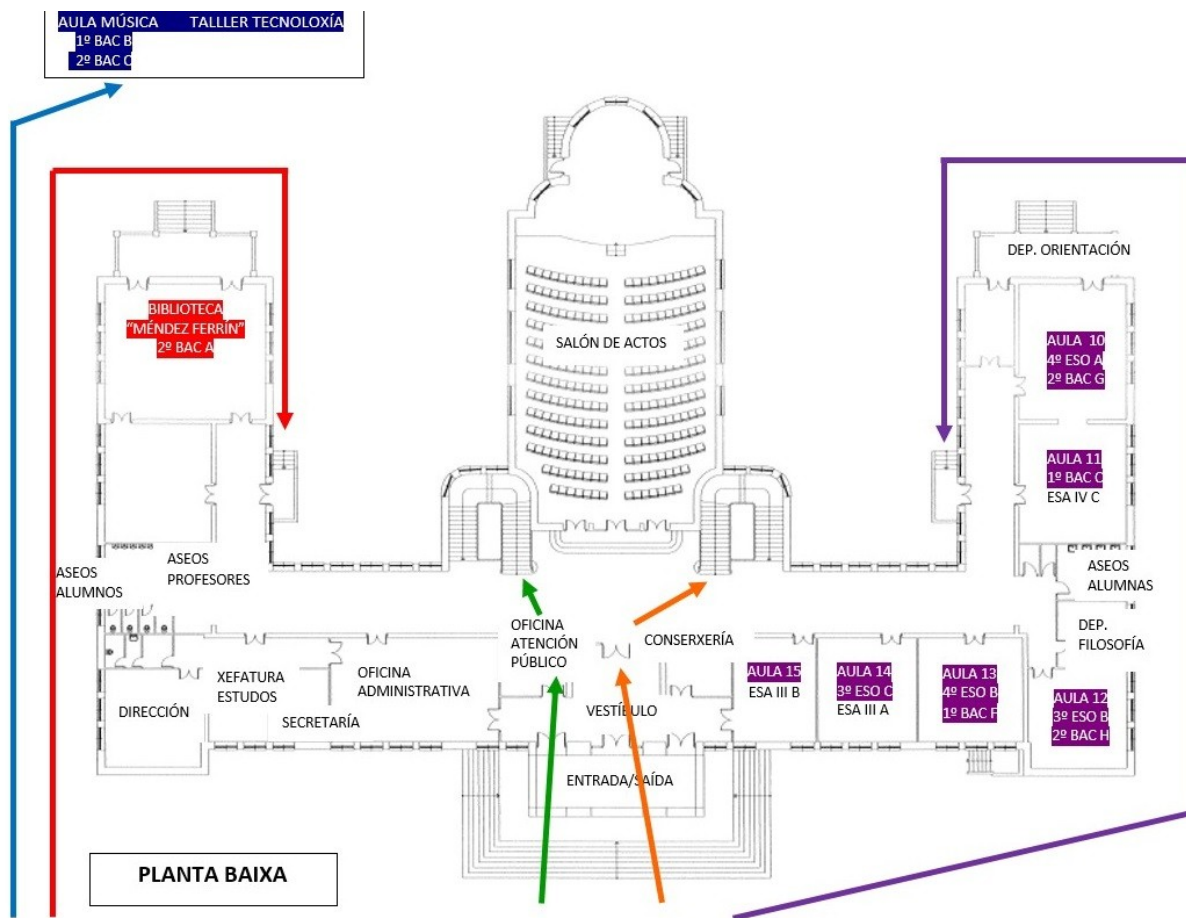 AULA MÚSICA TALLLER TECNOLOXÍA
1º BAC B
2º BAC C
DEP. ORIENTACIÓN
BIBLIOTECA
“MÉNDEZ FERRÍN”
2º BAC A
SALÓN DE ACTOS
AULA 10
4º ESO A
2º BAC G
AULA 11
1º BAC C
ESA IV C
ASEOS
PROFESORES
ASEOS
ALUMNOS
ASEOS
ALUMNAS
OFICINA
ATENCIÓN
PÚBLICO
CONSERXERÍA
DEP.
FILOSOFÍA
XEFATURA
ESTUDOS
OFICINA
ADMINISTRATIVA
AULA 15
ESA III B
AULA 14
3º ESO C
ESA III A
AULA 13
4º ESO B
1º BAC F
AULA 12
3º ESO B
2º BAC H
DIRECCIÓN
SECRETARÍA
VESTÍBULO
ENTRADA/SAÍDA
PLANTA BAIXA